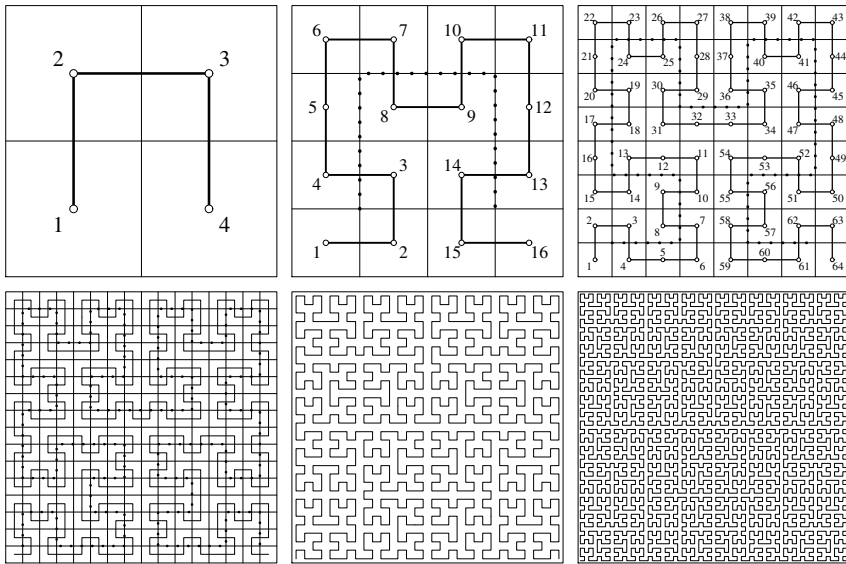 2 3
1 4
6 7 10 11
5 8 9 12
4 3 14 13
1 2 15 16
22 23 26 27 38 39 42 43
21 24 25 28 37 40 41 44
20 19 30 29 36 35 46 45
17 18 31 32 33 34 47 48
16 13 12 11 54 53 52 49
15 14 9 10 55 56 51 50
2 3 8 7 58 57 62 63
1 4 5 6 59 60 61 64